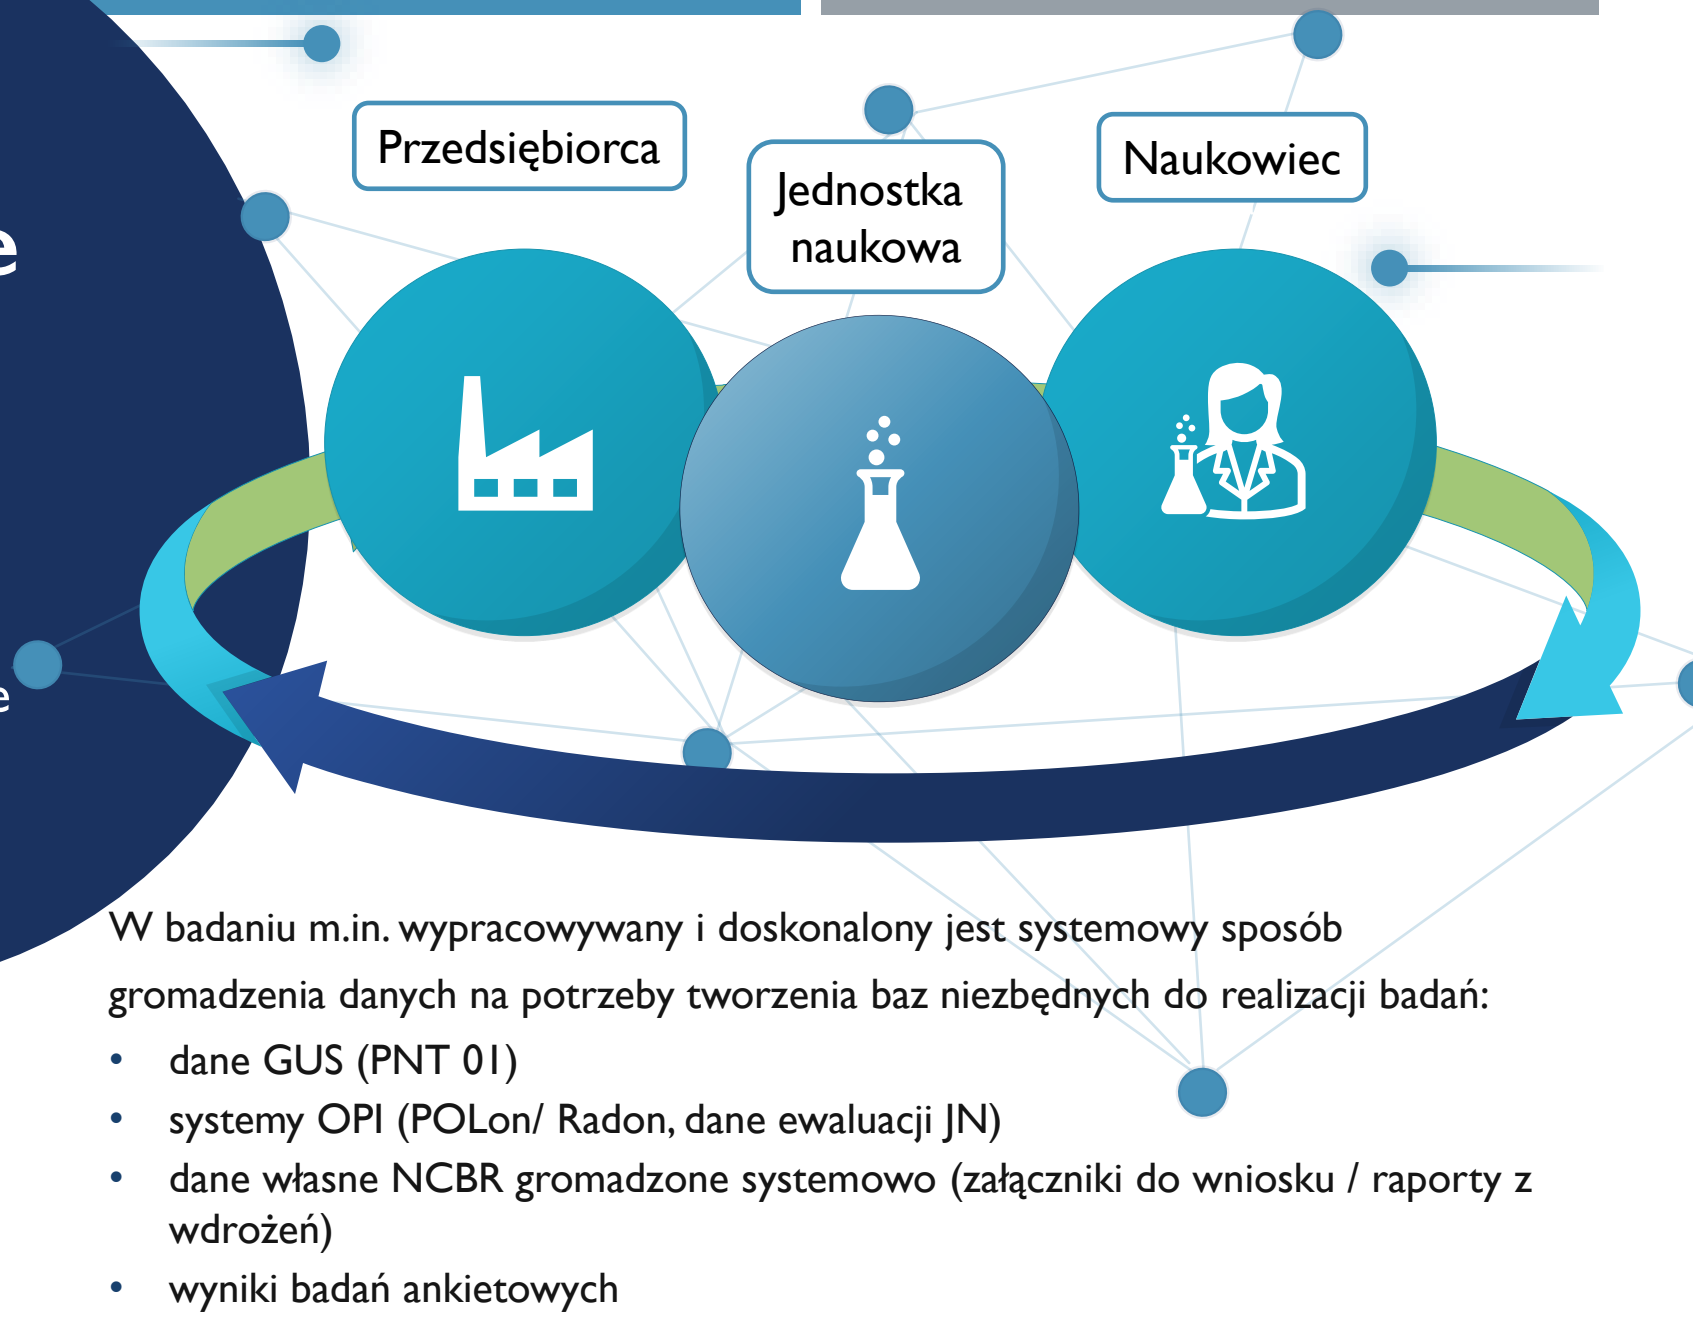 Przedsiębiorca
Jednostka
naukowa
Naukowiec
e
e
W badaniu m.in. wypracowywany i doskonalony jest systemowy sposób
gromadzenia danych na potrzeby tworzenia baz niezbędnych do realizacji badań:
• dane GUS (PNT 01)
• systemy OPI (POLon/ Radon, dane ewaluacji JN)
• dane własne NCBR gromadzone systemowo (załączniki do wniosku / raporty z
wdrożeń)
• wyniki badań ankietowych